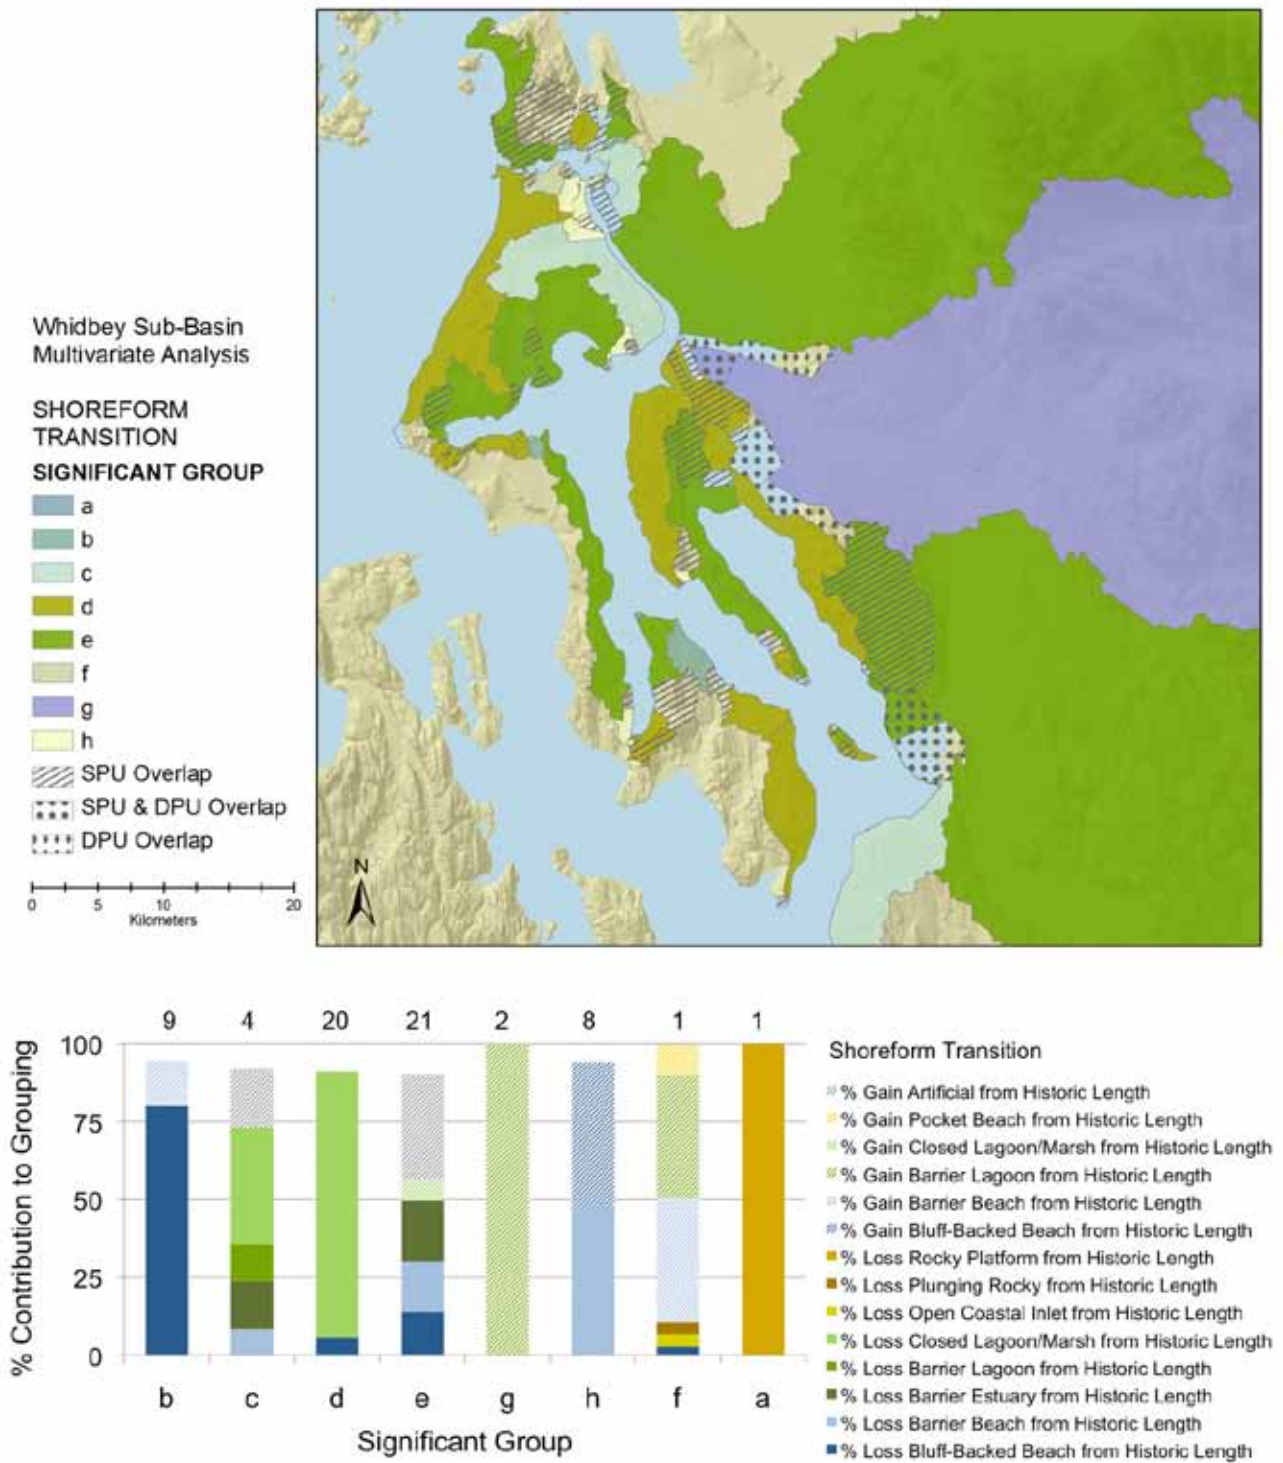 Whidbey Sub-Basin
Multivariate Analysis
SHOREFORM
TRANSITION
SIGNIFICANT GROUP
a
b
c
d
e
f
g
h
SPU Overlap
SPU & DPU Overlap
DPU Overlap
N
0 5 10 20
Kilometers
9 4 20 21 2 8 1 1
% Contribution to Grouping
100
75
50
25
0
b c d e g h f a
Significant Group
Shoreform Transition
% Gain Artificial from Historic Length
% Gain Pocket Beach from Historic Length
% Gain Closed Lagoon/Marsh from Historic Length
% Gain Barrier Lagoon from Historic Length
% Gain Barrier Beach from Historic Length
% Gain Bluff-Backed Beach from Historic Length
% Loss Rocky Platform from Historic Length
% Loss Plunging Rocky from Historic Length
% Loss Open Coastal Inlet from Historic Length
% Loss Closed Lagoon/Marsh from Historic Length
% Loss Barrier Lagoon from Historic Length
% Loss Barrier Estuary from Historic Length
% Loss Barrier Beach from Historic Length
% Loss Bluff-Backed Beach from Historic Length